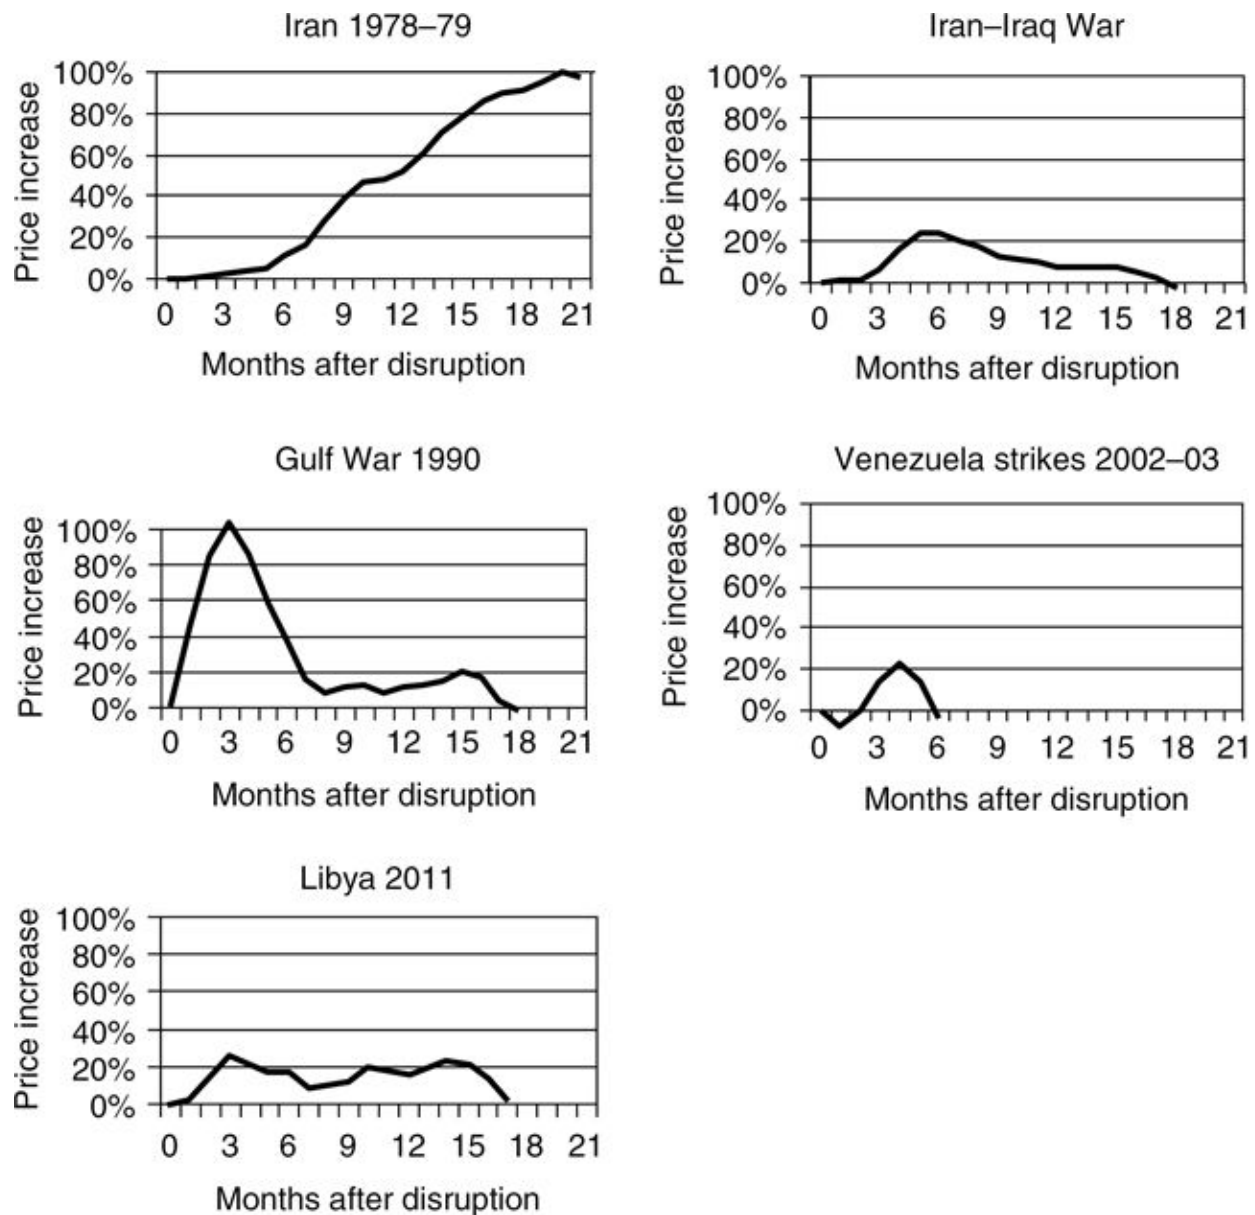 Iran 1978–79
Price increase
100%
80%
60%
40%
20%
0%
0 3 6 9 12 15 18 21
Months after disruption
Iran–Iraq War
Price increase
100%
80%
60%
40%
20%
0%
0 3 6 9 12 15 18 21
Months after disruption
Gulf War 1990
Price increase
100%
80%
60%
40%
20%
0%
0 3 6 9 12 15 18 21
Months after disruption
Venezuela strikes 2002–03
Price increase
100%
80%
60%
40%
20%
0%
0 3 6 9 12 15 18 21
Months after disruption
Libya 2011
Price increase
100%
80%
60%
40%
20%
0%
0 3 6 9 12 15 18 21
Months after disruption